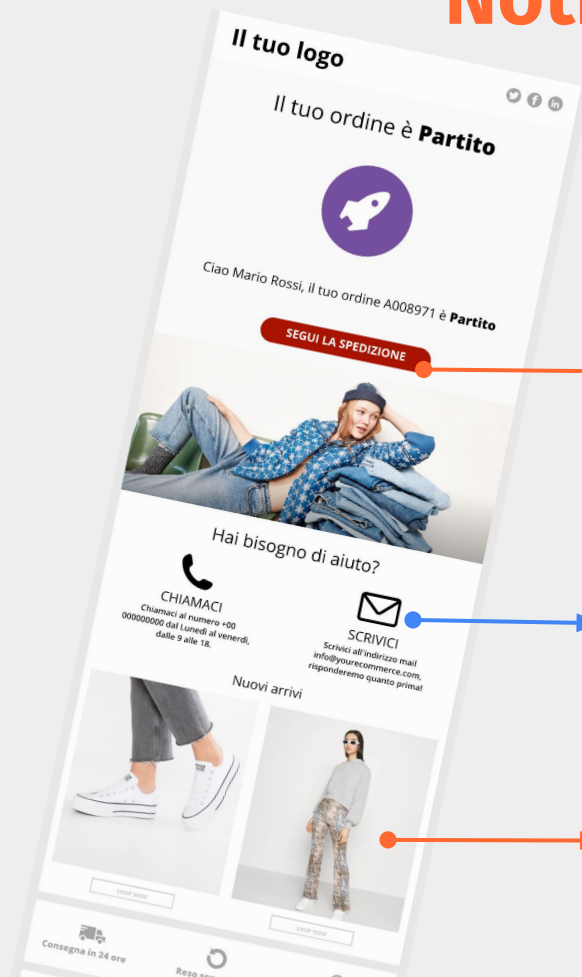 Noti
Il tuo logo
Il tuo ordine è Partito
Ciao Mario Rossi, il tuo ordine A008971 è Partito
SEGUI LA SPEDIZIONE
Hai bisogno di aiuto?
CHIAMACI
Chiamaci al numero +00
000000000 dal Lunedì al venerdì,
dalle 9 alle 18.
SCRIVICI
Scrivici all'indirizzo mail
info@yourecommerce.com,
risponderemo quanto prima!
Nuovi arrivi
SHOP NOW
SHOP NOW
Consegna in 24 ore
Reso